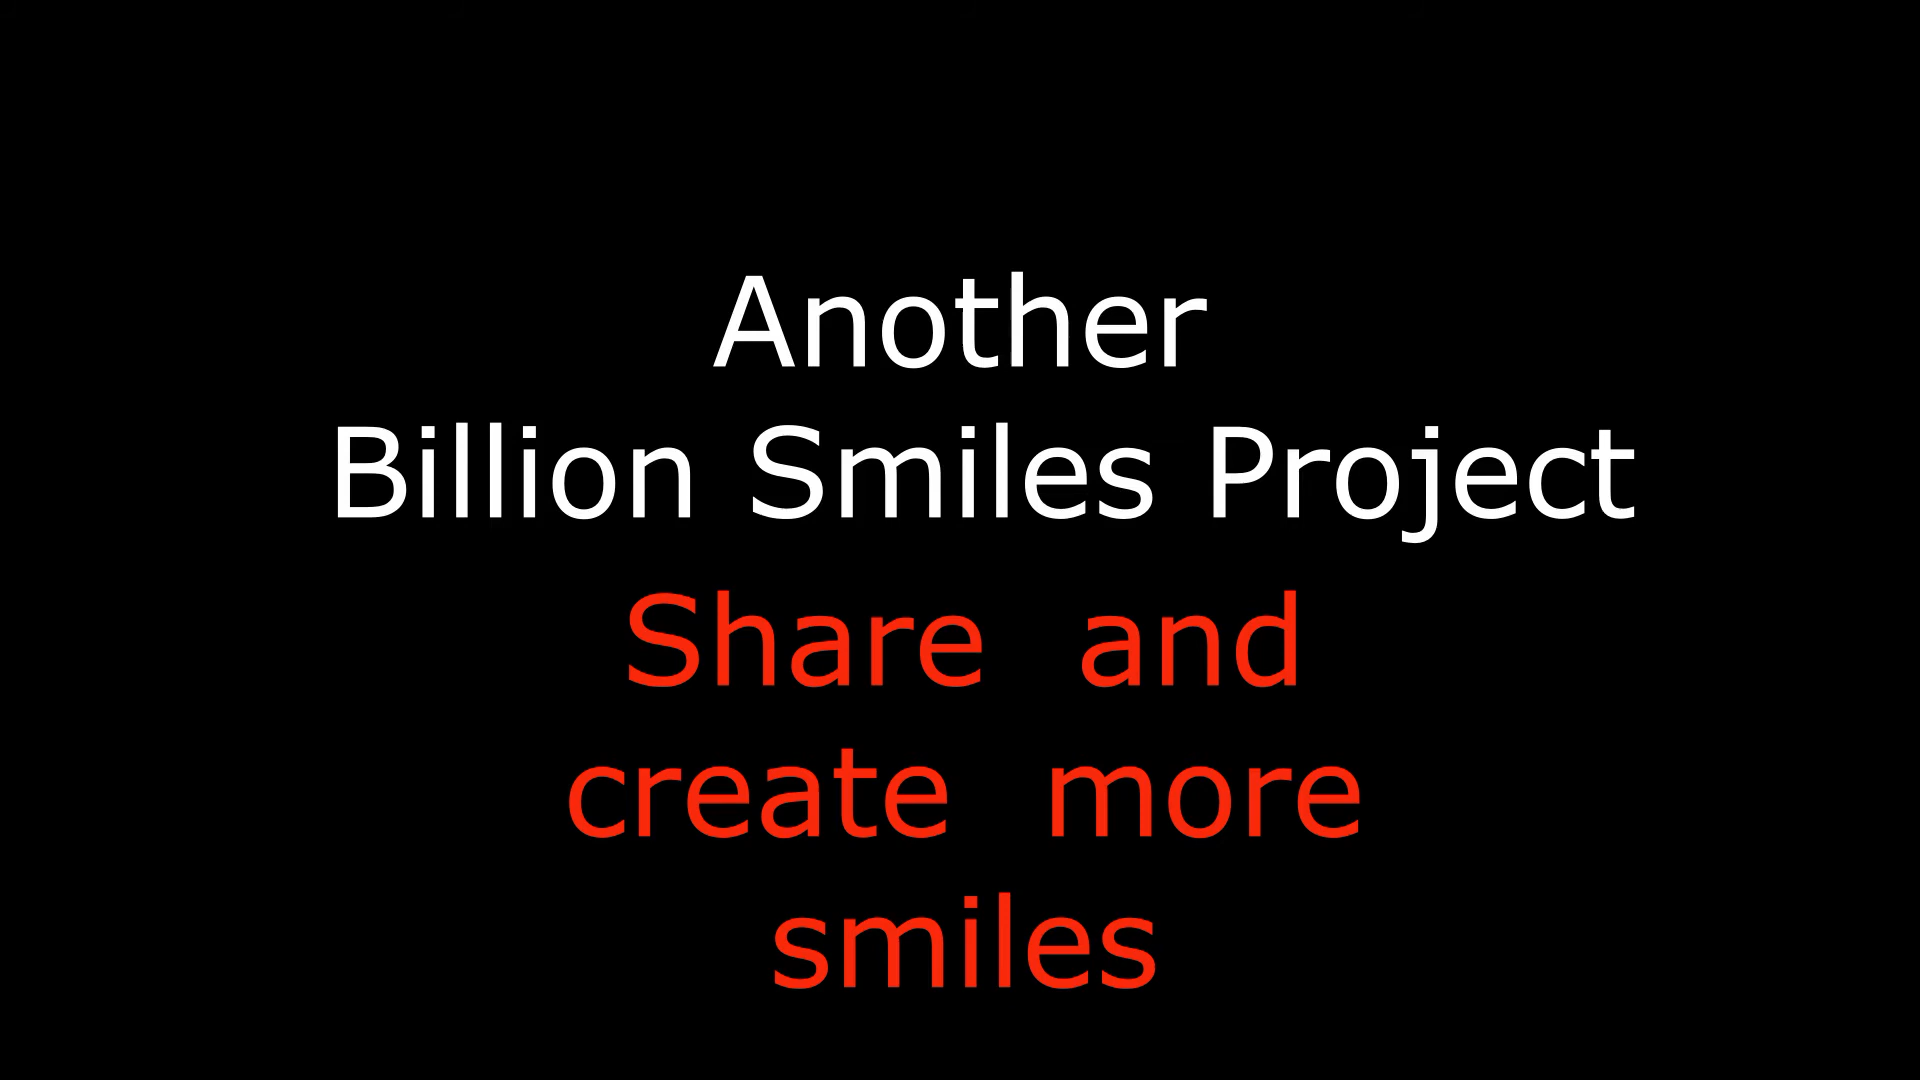 Another
Billion Smiles Project
Share and
create more
smiles